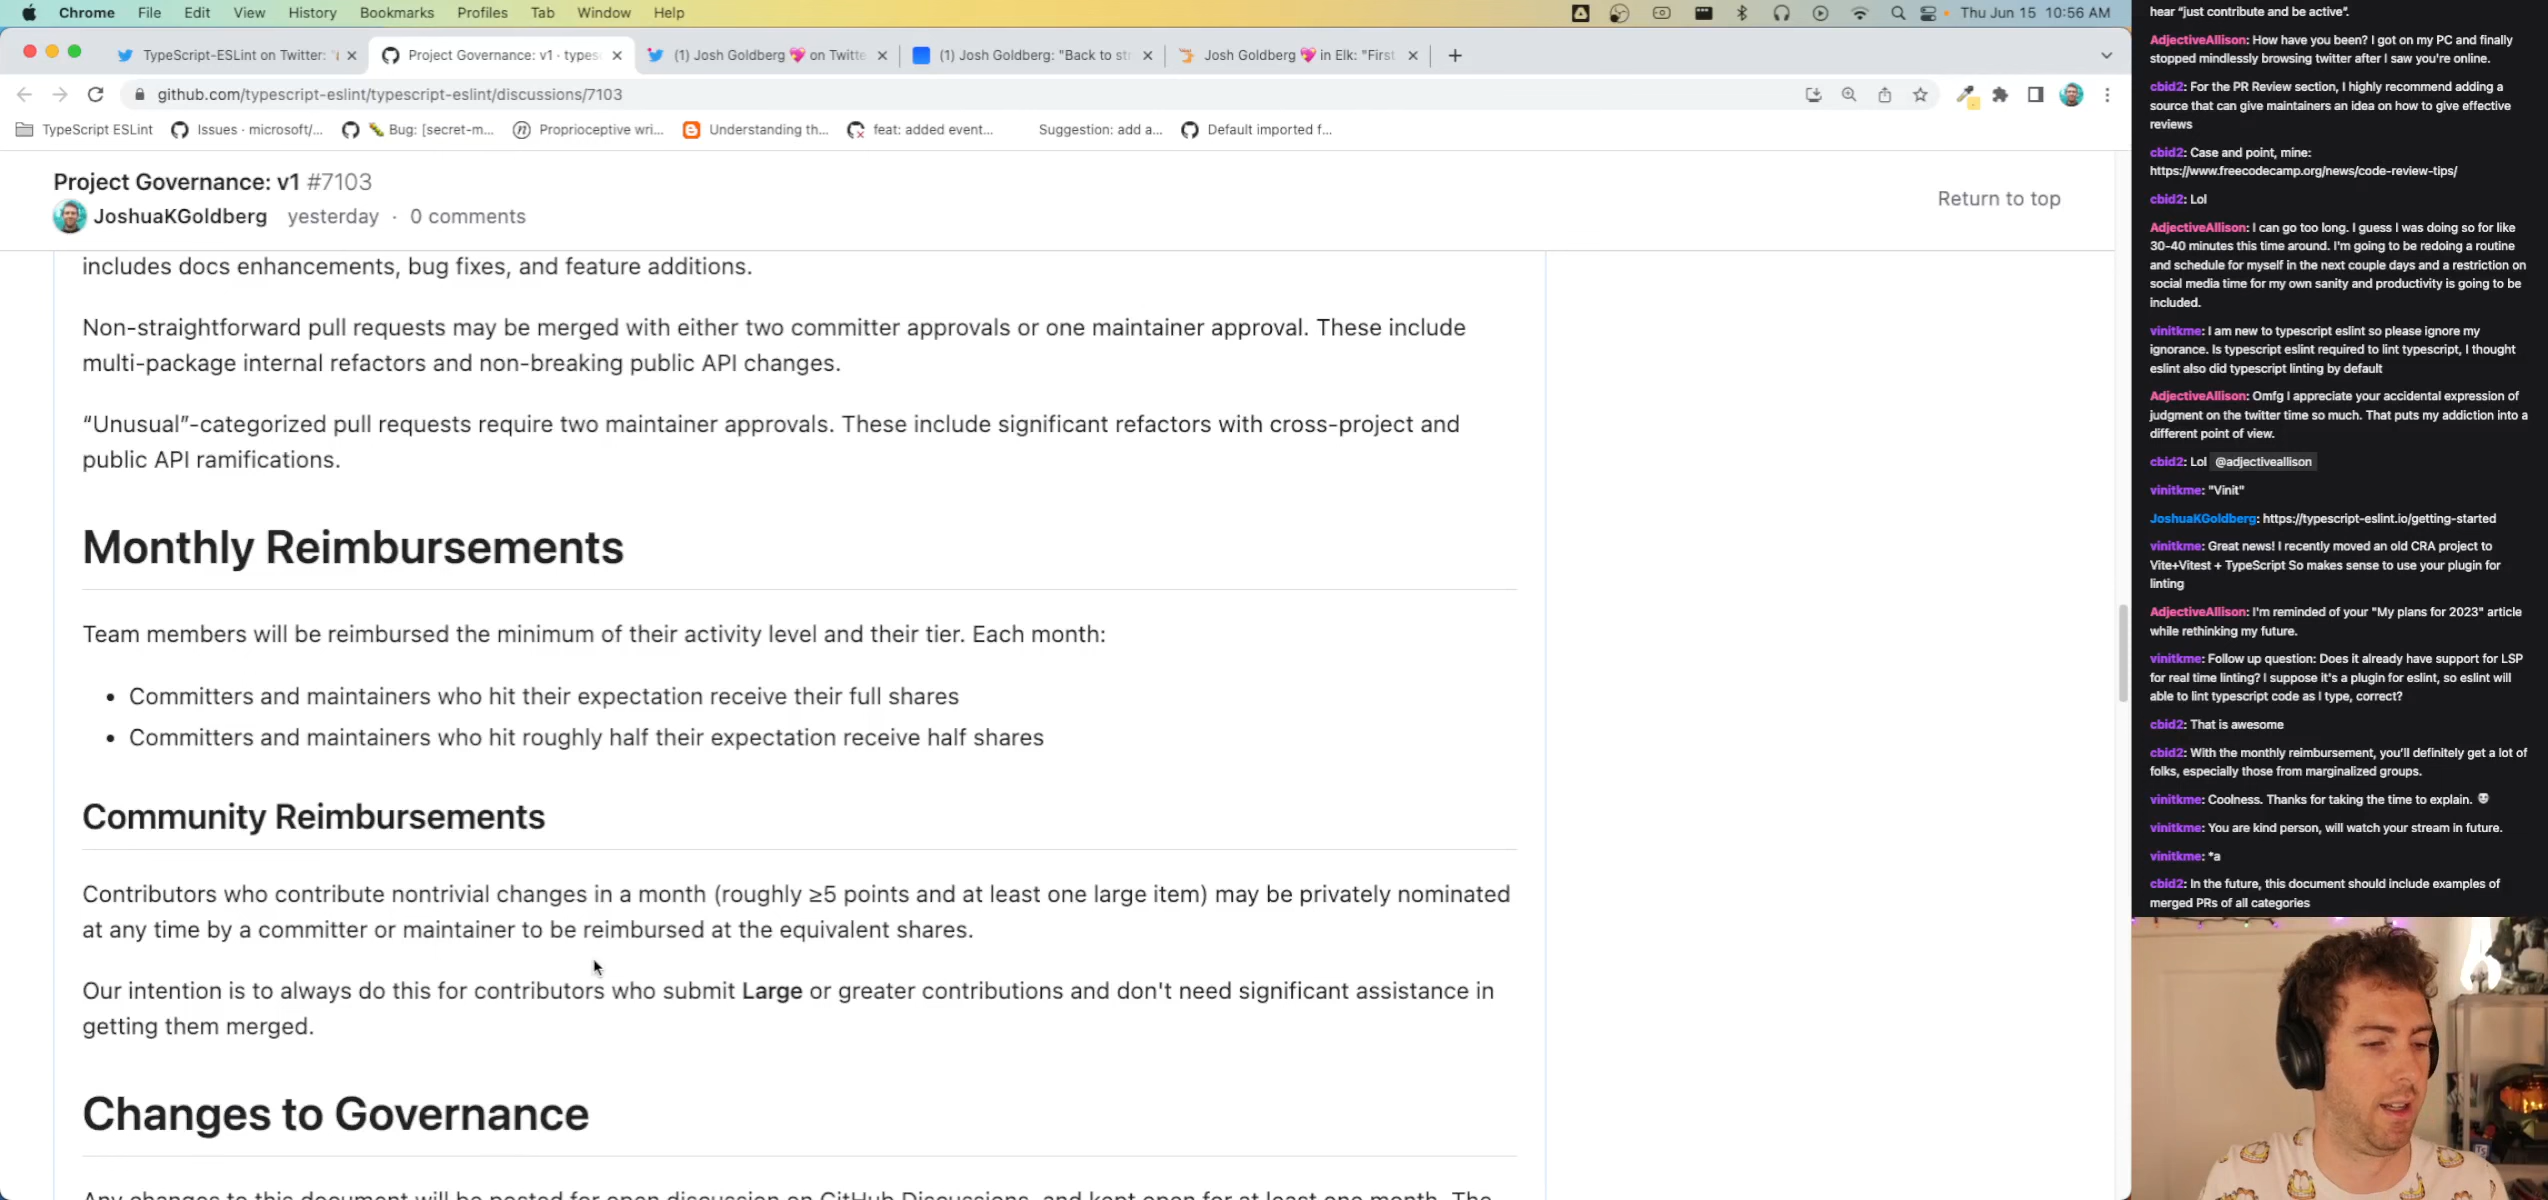 Chrome File Edit View History Bookmarks Profiles Tab Window Help Thu Jun 15 10:56 AM
TypeScript-ESLint on Twitter: Project Governance: v1 · types (1) Josh Goldberg 💖 on Twitte (1) Josh Goldberg: "Back to str Josh Goldberg 💖 in Elk: "First
github.com/typescript-eslint/typescript-eslint/discussions/7103
TypeScript ESLint Issues · microsoft/... 🐛 Bug: [secret-m... Proprioceptive wri... Understanding th... feat: added event... Suggestion: add a... Default imported f...
Project Governance: v1 #7103
JoshuaKGoldberg yesterday · 0 comments
Return to top
includes docs enhancements, bug fixes, and feature additions.
Non-straightforward pull requests may be merged with either two committer approvals or one maintainer approval. These include
multi-package internal refactors and non-breaking public API changes.
“Unusual”-categorized pull requests require two maintainer approvals. These include significant refactors with cross-project and
public API ramifications.
Monthly Reimbursements
Team members will be reimbursed the minimum of their activity level and their tier. Each month:
• Committers and maintainers who hit their expectation receive their full shares
• Committers and maintainers who hit roughly half their expectation receive half shares
Community Reimbursements
Contributors who contribute nontrivial changes in a month (roughly ≥5 points and at least one large item) may be privately nominated
at any time by a committer or maintainer to be reimbursed at the equivalent shares.
Our intention is to always do this for contributors who submit Large or greater contributions and don't need significant assistance in
getting them merged.
Changes to Governance
Any changes to this document will be posted for open discussion on GitHub Discussions, and kept open for at least one month. The
hear “just contribute and be active”.
AdjectiveAllison: How have you been? I got on my PC and finally
stopped mindlessly browsing twitter after I saw you're online.
cbid2: For the PR Review section, I highly recommend adding a
source that can give maintainers an idea on how to give effective
reviews
cbid2: Case and point, mine:
https://www.freecodecamp.org/news/code-review-tips/
cbid2: Lol
AdjectiveAllison: I can go too long. I guess I was doing so for like
30-40 minutes this time around. I'm going to be redoing a routine
and schedule for myself in the next couple days and a restriction on
social media time for my own sanity and productivity is going to be
included.
vinitkme: I am new to typescript eslint so please ignore my
ignorance. Is typescript eslint required to lint typescript, I thought
eslint also did typescript linting by default
AdjectiveAllison: Omfg I appreciate your accidental expression of
judgment on the twitter time so much. That puts my addiction into a
different point of view.
cbid2: Lol @adjectiveallison
vinitkme: "Vinit"
JoshuaKGoldberg: https://typescript-eslint.io/getting-started
vinitkme: Great news! I recently moved an old CRA project to
Vite+Vitest + TypeScript So makes sense to use your plugin for
linting
AdjectiveAllison: I'm reminded of your "My plans for 2023" article
while rethinking my future.
vinitkme: Follow up question: Does it already have support for LSP
for real time linting? I suppose it's a plugin for eslint, so eslint will
able to lint typescript code as I type, correct?
cbid2: That is awesome
cbid2: With the monthly reimbursement, you’ll definitely get a lot of
folks, especially those from marginalized groups.
vinitkme: Coolness. Thanks for taking the time to explain.
vinitkme: You are kind person, will watch your stream in future.
vinitkme: *a
cbid2: In the future, this document should include examples of
merged PRs of all categories